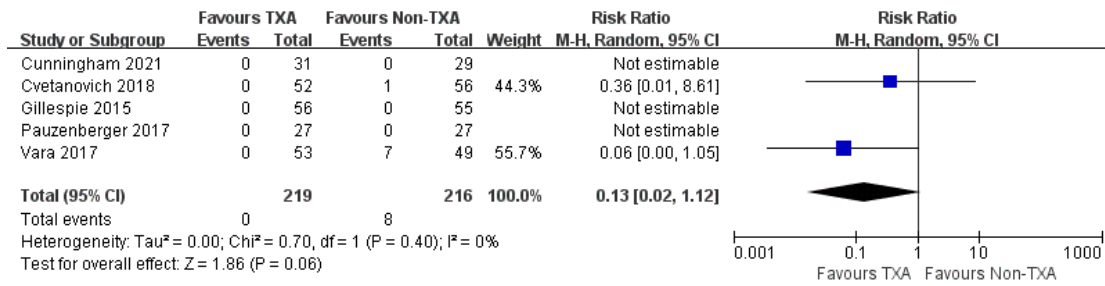 Favours TXA Favours Non-TXA Risk Ratio Risk Ratio
Study or Subgroup Events Total Events Total Weight M-H, Random, 95% CI M-H, Random, 95% CI
Cunningham 2021 0 31 0 29 Not estimable
Cvetanovich 2018 0 52 1 56 44.3% 0.36 [0.01, 8.61]
Gillespie 2015 0 56 0 55 Not estimable
Pauzenberger 2017 0 27 0 27 Not estimable
Vara 2017 0 53 7 49 55.7% 0.06 [0.00, 1.05]
Total (95% CI) 219 216 100.0% 0.13 [0.02, 1.12]
Total events 0 8
Heterogeneity: Tau² = 0.00; Chi² = 0.70, df = 1 (P = 0.40); I² = 0%
Test for overall effect: Z = 1.86 (P = 0.06)
0.001 0.1 1 10 1000
Favours TXA Favours Non-TXA